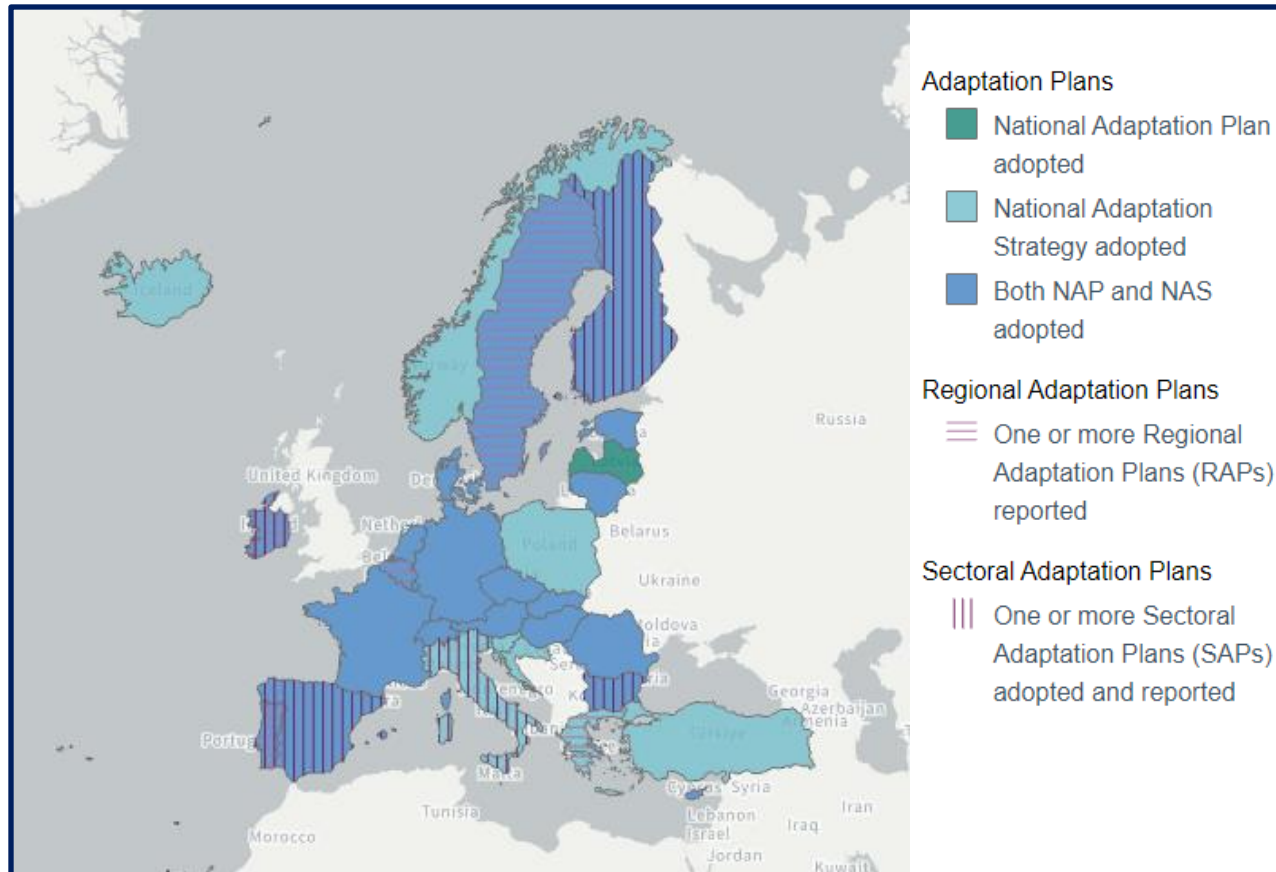 Adaptation Plans
National Adaptation Plan
adopted
National Adaptation
Strategy adopted
Both NAP and NAS
adopted
Regional Adaptation Plans
One or more Regional
Adaptation Plans (RAPs)
reported
Sectoral Adaptation Plans
One or more Sectoral
Adaptation Plans (SAPs)
adopted and reported
Iceland
Russia
United Kingdom
Belarus
Poland
Ukraine
Georgia
Azerbaijan
Armenia
Türkiye
Malta
Cyprus
Syria
Tunisia
Lebanon
Israel
Iraq
Iran
Morocco
Jordan
Kuwait